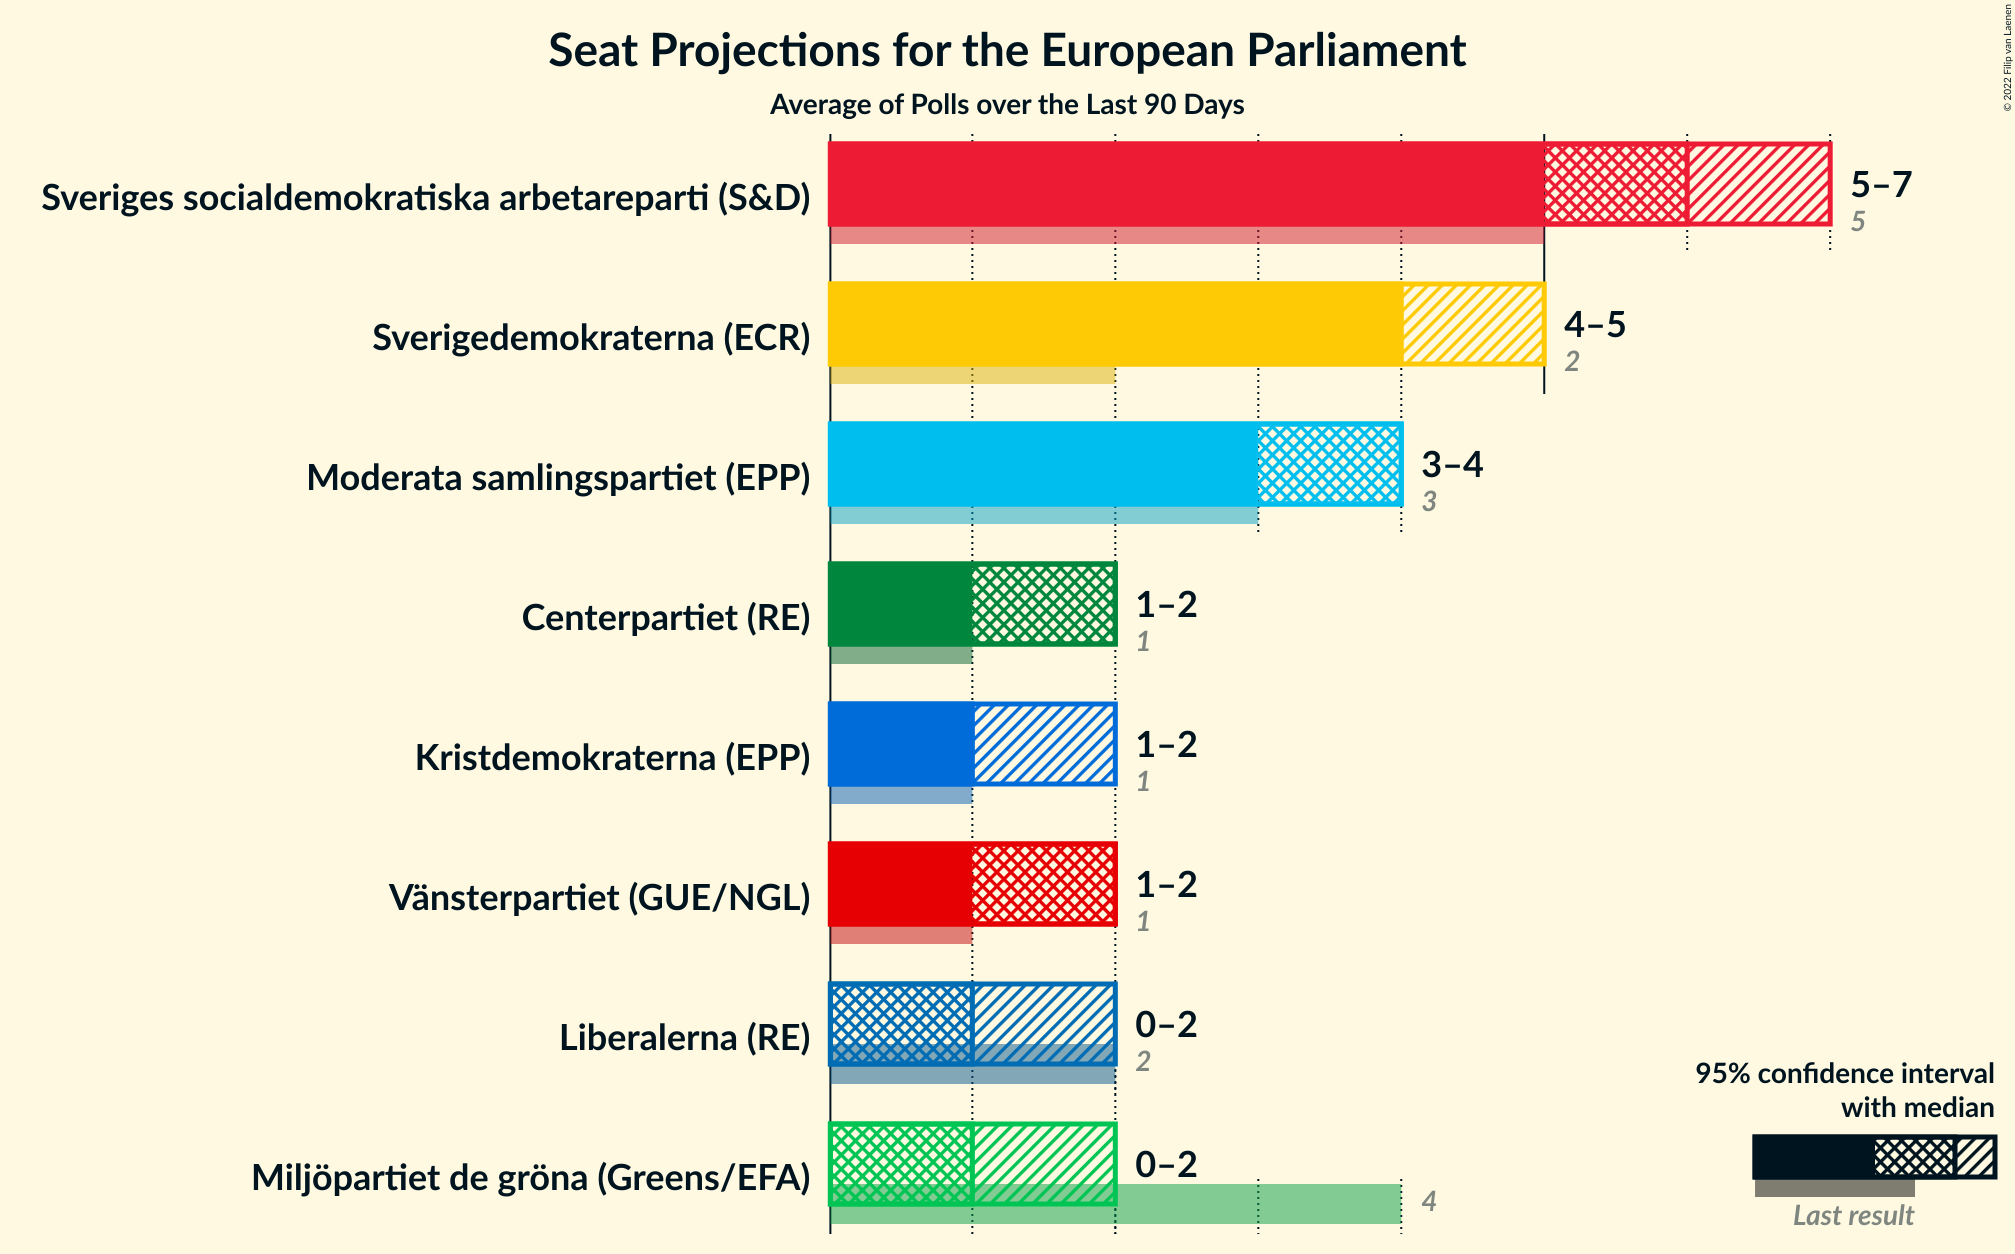 Seat Projections for the European Parliament
Average of Polls over the Last 90 Days
© 2022 Filip van Laenen
Sveriges socialdemokratiska arbetareparti (S&D)
5–7
5
Sverigedemokraterna (ECR)
4–5
2
Moderata samlingspartiet (EPP)
3–4
3
Centerpartiet (RE)
1–2
1
Kristdemokraterna (EPP)
1–2
1
Vänsterpartiet (GUE/NGL)
1–2
1
Liberalerna (RE)
0–2
2
Miljöpartiet de gröna (Greens/EFA)
0–2
4
95% confidence interval
with median
Last result